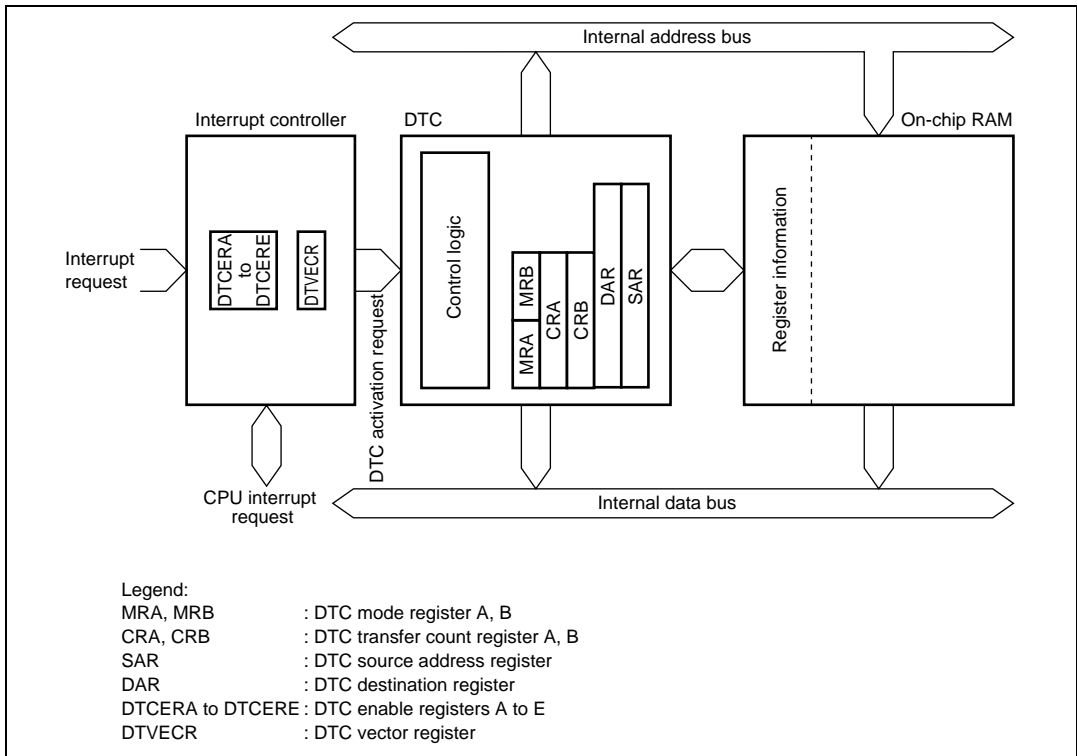 Internal address bus
Interrupt controller
DTC
On-chip RAM
Interrupt
request
DTCERA
to
DTCERE
DTVECR
DTC activation request
Control logic
MRA
MRB
CRA
CRB
DAR
SAR
Register information
CPU interrupt
request
Internal data bus
Legend:
MRA, MRB : DTC mode register A, B
CRA, CRB : DTC transfer count register A, B
SAR : DTC source address register
DAR : DTC destination register
DTCERA to DTCERE : DTC enable registers A to E
DTVECR : DTC vector register